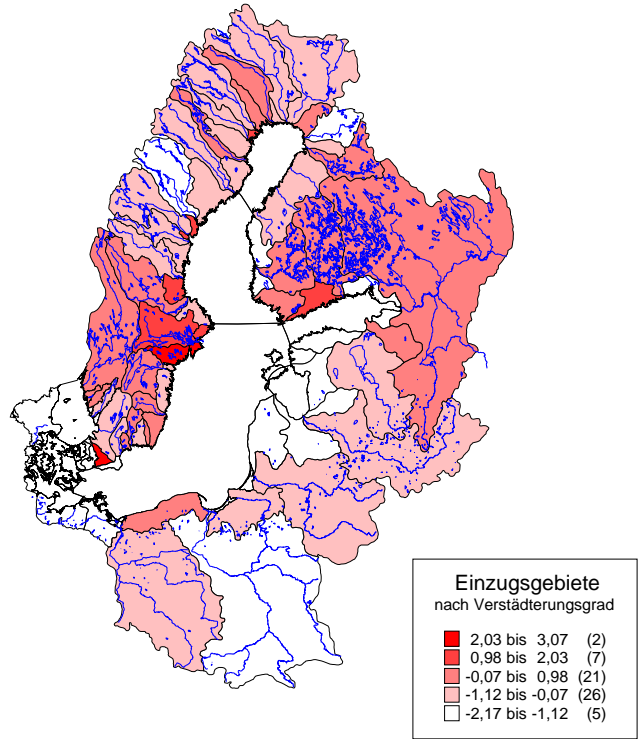 Einzugsgebiete
nach Verstädterungsgrad
2,03 bis 3,07 (2)
0,98 bis 2,03 (7)
-0,07 bis 0,98 (21)
-1,12 bis -0,07 (26)
-2,17 bis -1,12 (5)